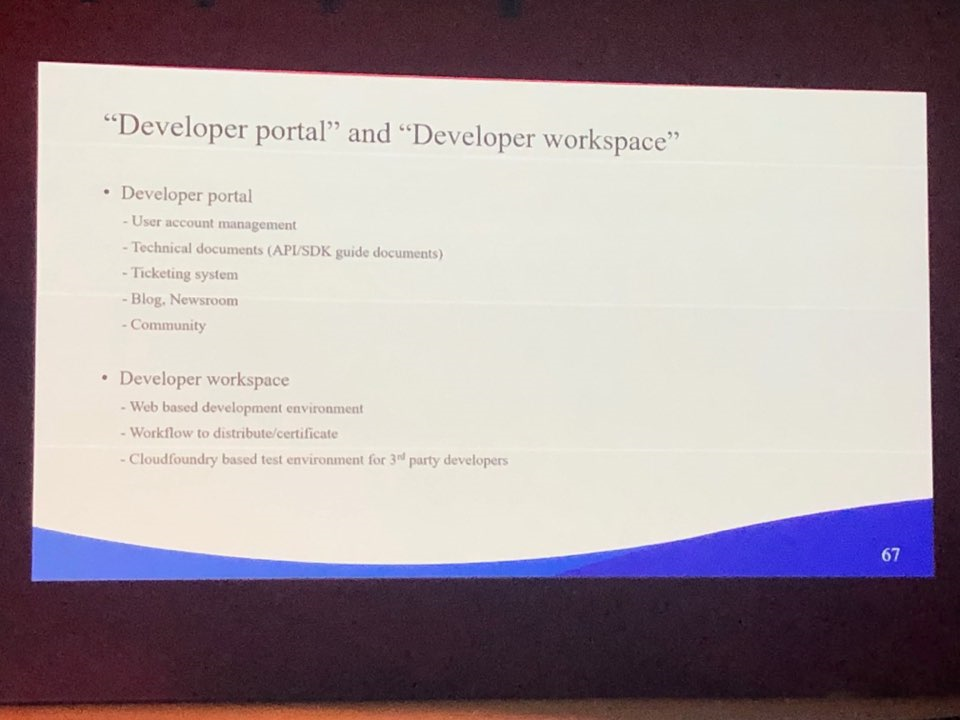 “Developer portal” and “Developer workspace”
• Developer portal
- User account management
- Technical documents (API/SDK guide documents)
- Ticketing system
- Blog, Newsroom
- Community
• Developer workspace
- Web based development environment
- Workflow to distribute/certificate
- Cloudfoundry based test environment for 3rd party developers
67